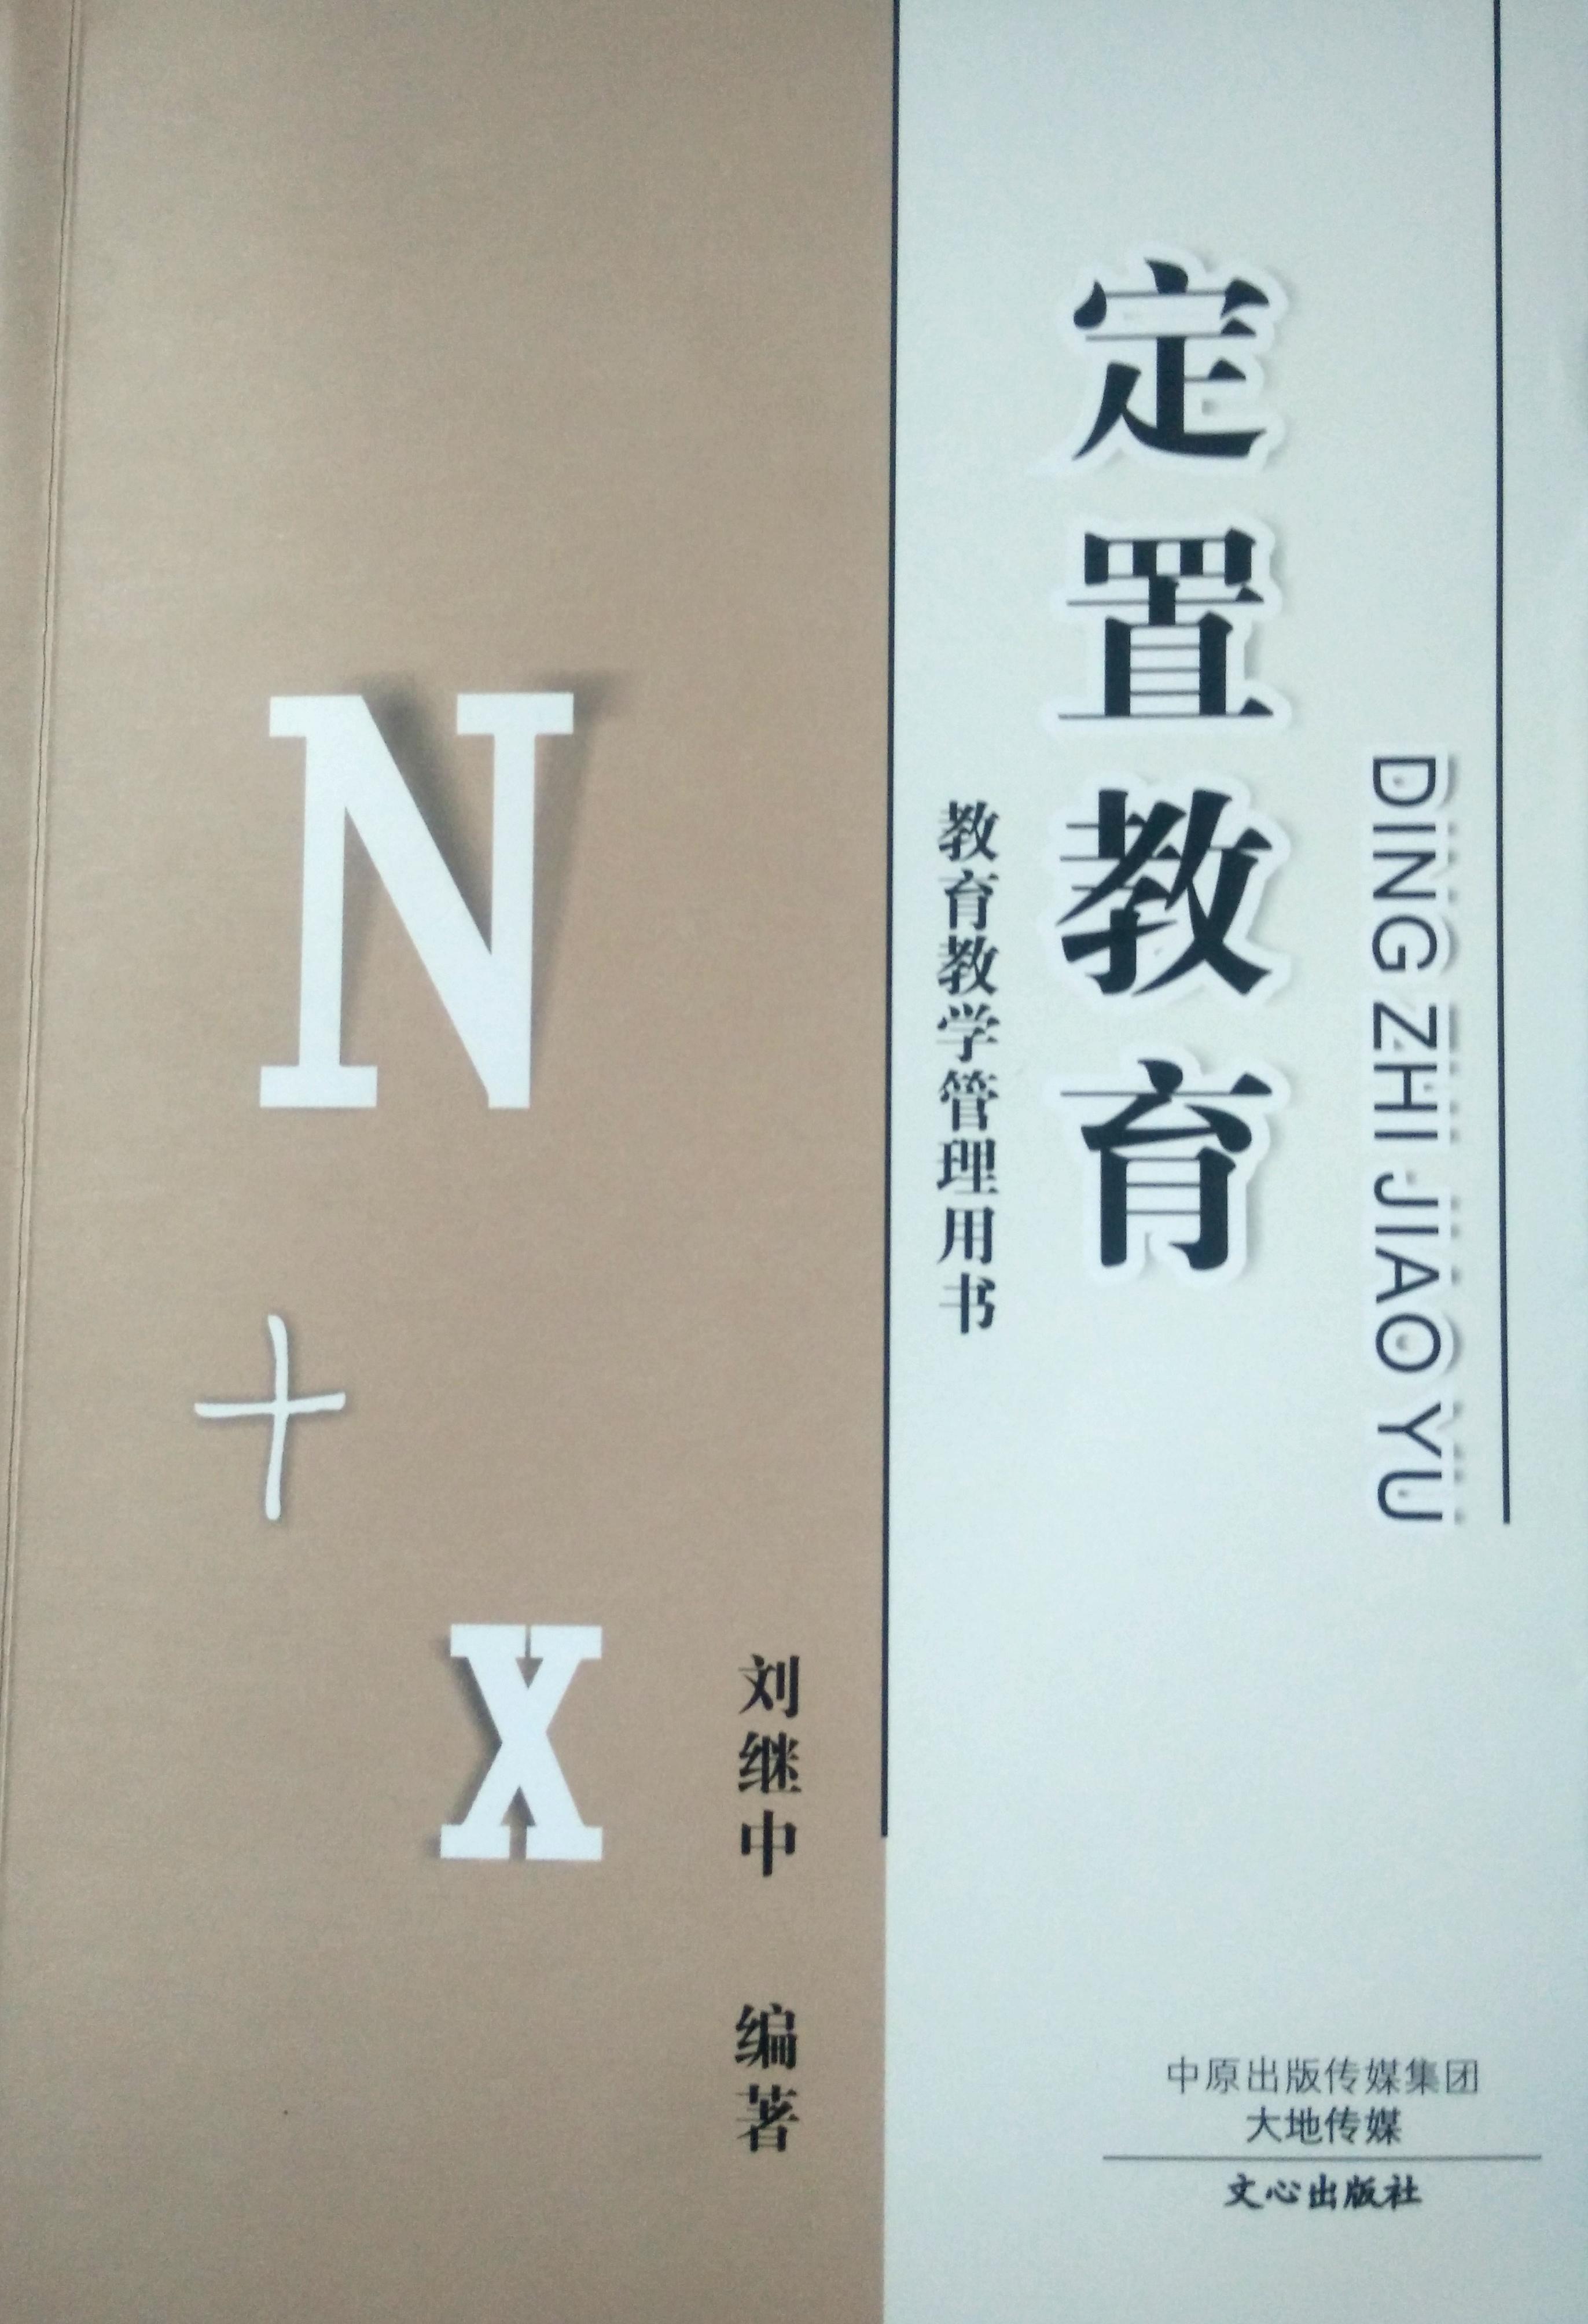 定置教育
DING ZHI JIAO YU
教育教学管理用书
N
+
X
刘继中 编著
中原出版传媒集团
大地传媒
文心出版社